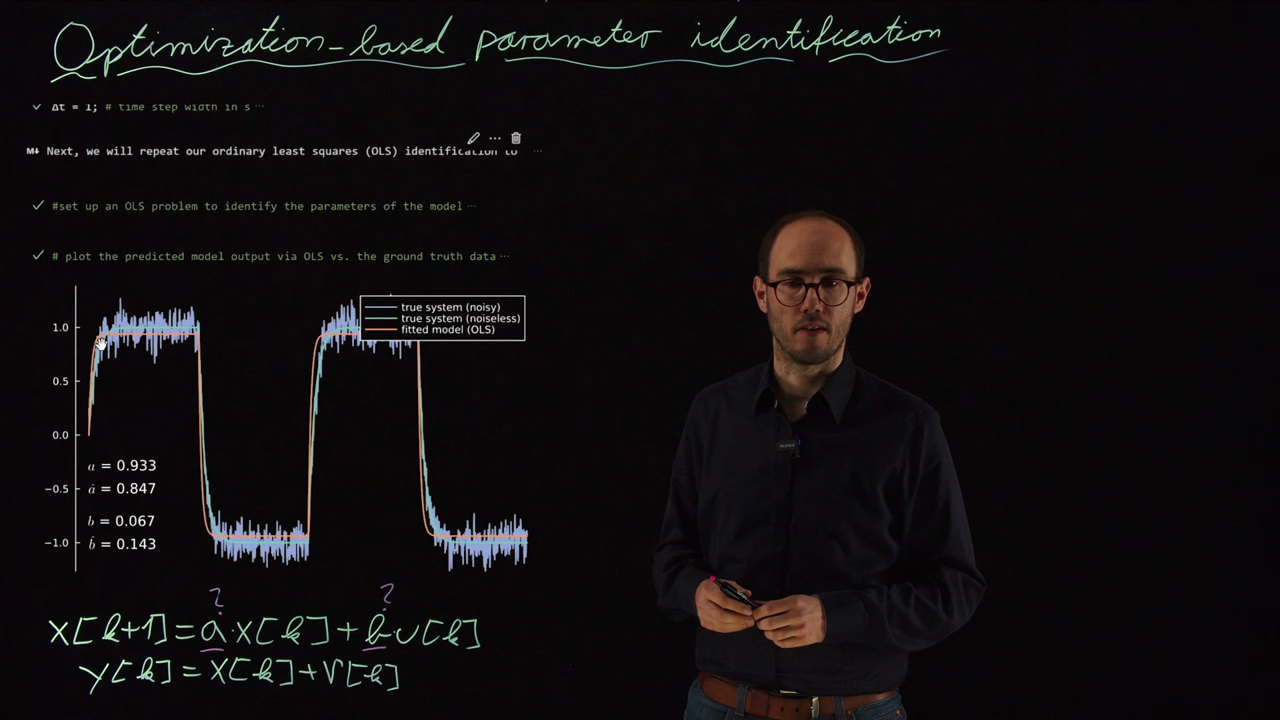 Optimization-based parameter identification
Δt = 1; # time step width in s ...
M↓ Next, we will repeat our ordinary least squares (OLS) identification to ...
#set up an OLS problem to identify the parameters of the model ...
# plot the predicted model output via OLS vs. the ground truth data ...
true system (noisy)
true system (noiseless)
fitted model (OLS)
1.0
0.5
0.0
−0.5
−1.0
a = 0.933
â = 0.847
b = 0.067
b̂ = 0.143
? ?
x[k+1] = a·x[k] + b·u[k]
y[k] = x[k] + v[k]